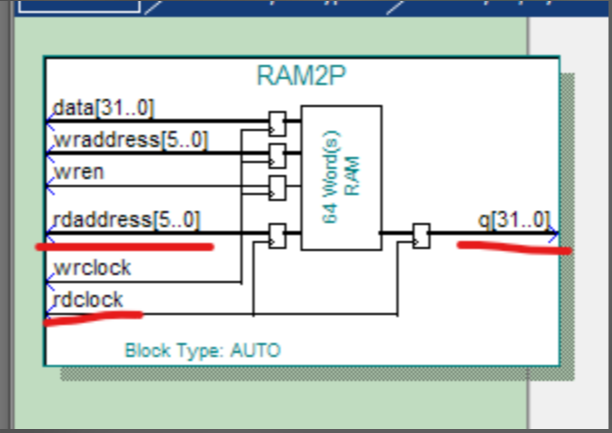 RAM2P
data[31..0]
wraddress[5..0]
wren
rdaddress[5..0]
wrclock
rdclock
64 Word(s)
RAM
q[31..0]
Block Type: AUTO